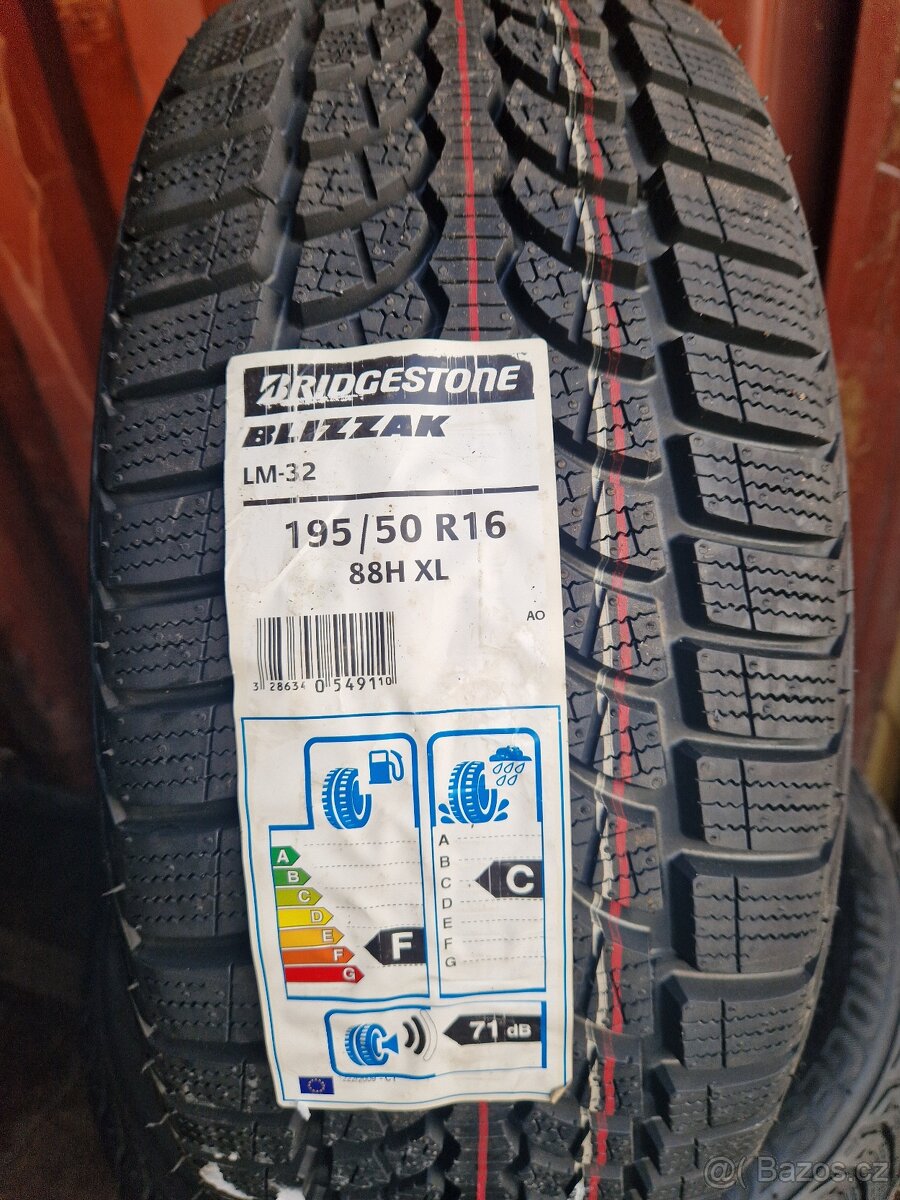 BRIDGESTONE
BLIZZAK
LM-32
195/50 R16
88H XL
AO
3 286340 549110
A
B
C
D
E
F
G
F
A
B
C
D
E
F
G
C
71 dB
@ Bazos.cz